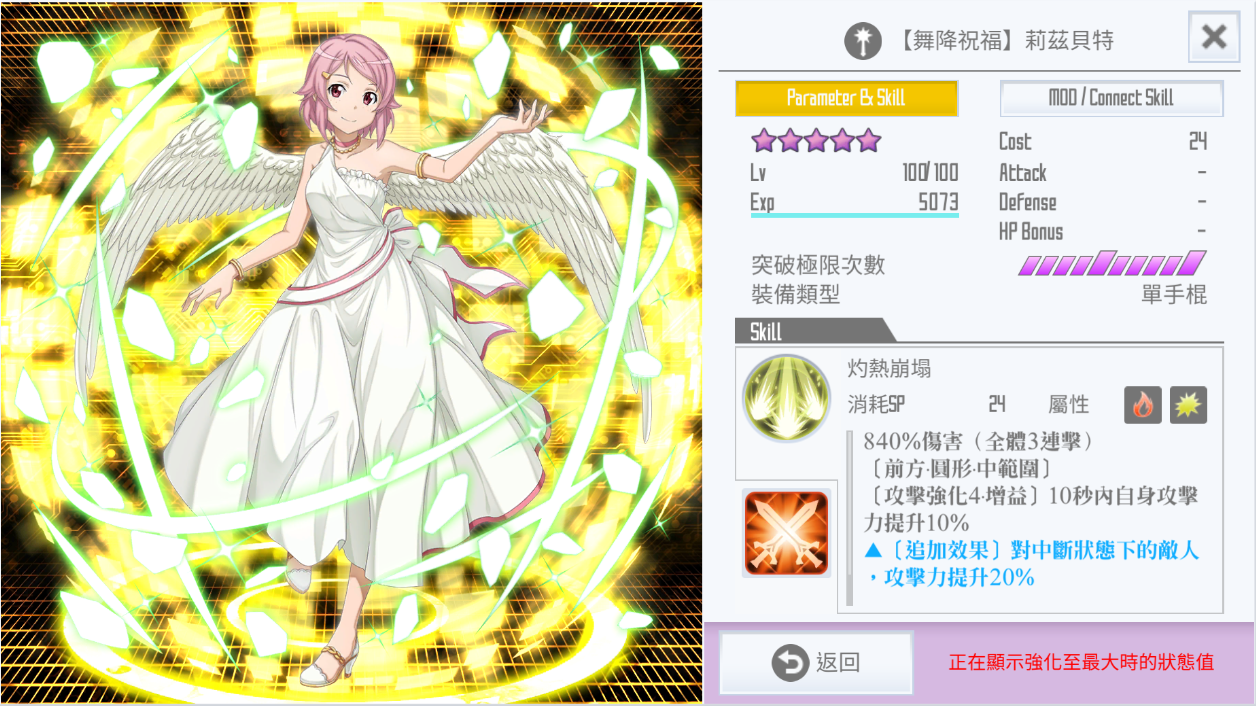 【舞降祝福】莉茲貝特
Parameter & Skill
MOD / Connect Skill
Lv 100/100
Exp 5073
Cost 24
Attack -
Defense -
HP Bonus -
突破極限次數
裝備類型 單手棍
Skill
灼熱崩塌
消耗SP 24 屬性
840%傷害（全體3連擊）
〔前方·圓形·中範圍〕
〔攻擊強化4·增益〕10秒內自身攻擊
力提升10%
▲〔追加效果〕對中斷狀態下的敵人
，攻擊力提升20%
返回
正在顯示強化至最大時的狀態值